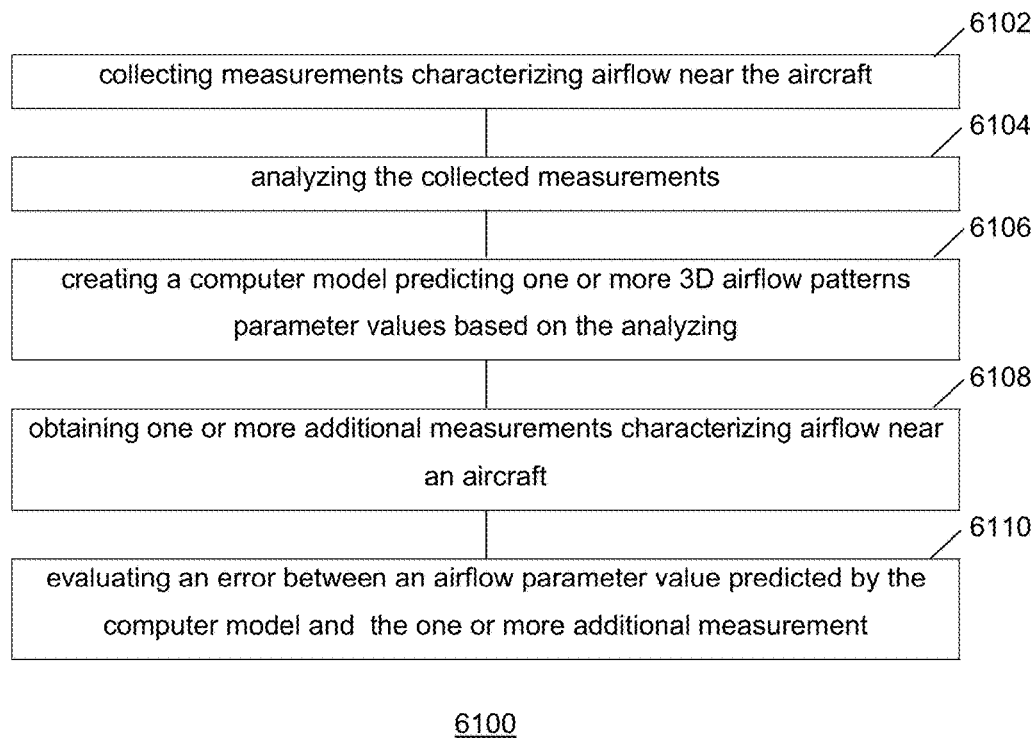 6102
collecting measurements characterizing airflow near the aircraft
6104
analyzing the collected measurements
6106
creating a computer model predicting one or more 3D airflow patterns
parameter values based on the analyzing
6108
obtaining one or more additional measurements characterizing airflow near
an aircraft
6110
evaluating an error between an airflow parameter value predicted by the
computer model and the one or more additional measurement
6100